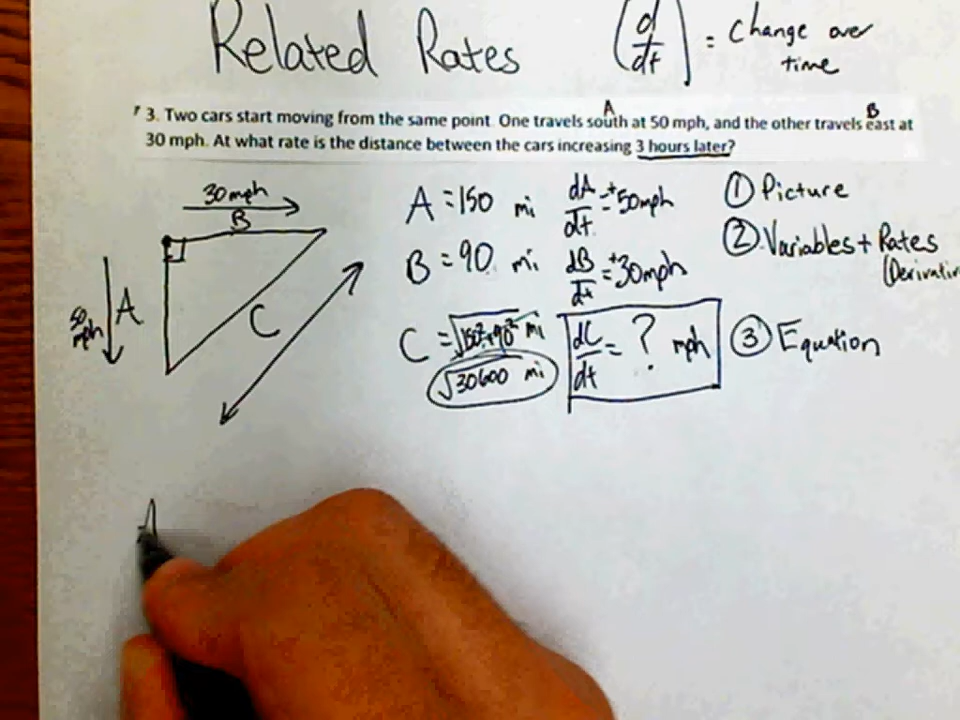 Related Rates
(d/dt) = Change over time
3. Two cars start moving from the same point. One travels south at 50 mph, and the other travels east at
A
B
30 mph. At what rate is the distance between the cars increasing 3 hours later?
30mph
B
50 mph
A
C
A = 150 mi
dA/dt = +50mph
B = 90 mi
dB/dt = +30mph
C = √150²+90² mi
√30600 mi
dC/dt = ? mph
① Picture
② Variables + Rates
③ Equation
A